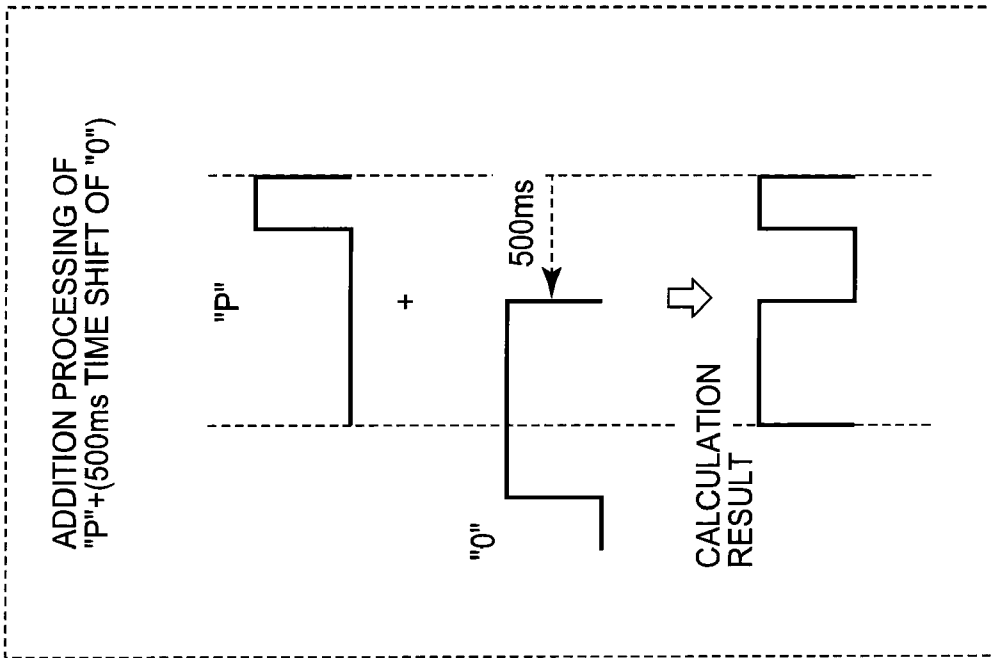 ADDITION PROCESSING OF
"P"+(500ms TIME SHIFT OF "0")
"P"
+
"0"
500ms
CALCULATION
RESULT